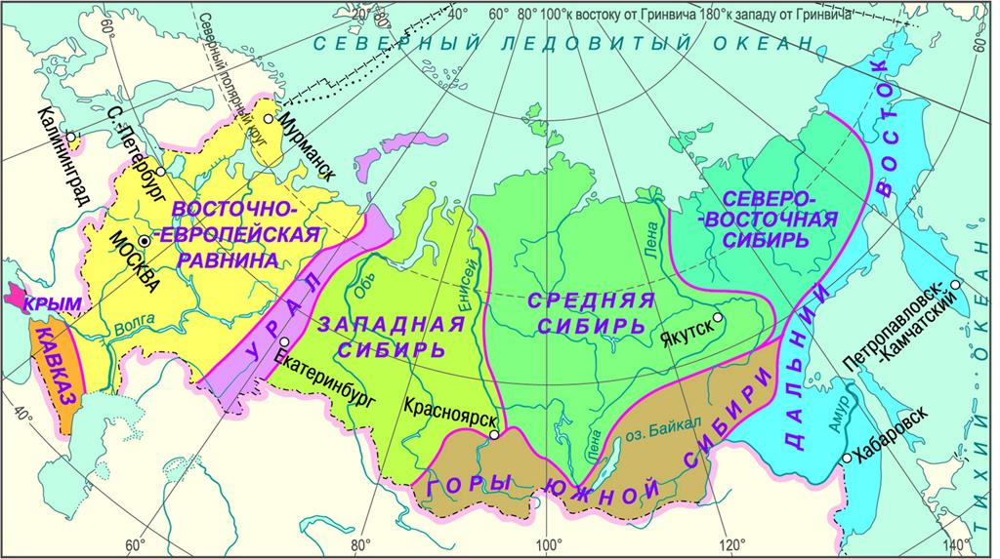 20° 80° 40° 60° 80° 100° к востоку от Гринвича 180° к западу от Гринвича
60°
60°
СЕВЕРНЫЙ ЛЕДОВИТЫЙ ОКЕАН
Северный полярный круг
Калининград
С.-Петербург
Мурманск
МОСКВА
ВОСТОЧНО-
-ЕВРОПЕЙСКАЯ
РАВНИНА
КРЫМ
КАВКАЗ
Волга
УРАЛ
Екатеринбург
Обь
ЗАПАДНАЯ
СИБИРЬ
Енисей
Красноярск
СРЕДНЯЯ
СИБИРЬ
Лена
Якутск
Лена
оз. Байкал
ГОРЫ ЮЖНОЙ СИБИРИ
СЕВЕРО-
-ВОСТОЧНАЯ
СИБИРЬ
ДАЛЬНИЙ ВОСТОК
Петропавловск-
-Камчатский
Амур
Хабаровск
ТИХИЙ ОКЕАН
40°
60°
80°
100°
120°
140°